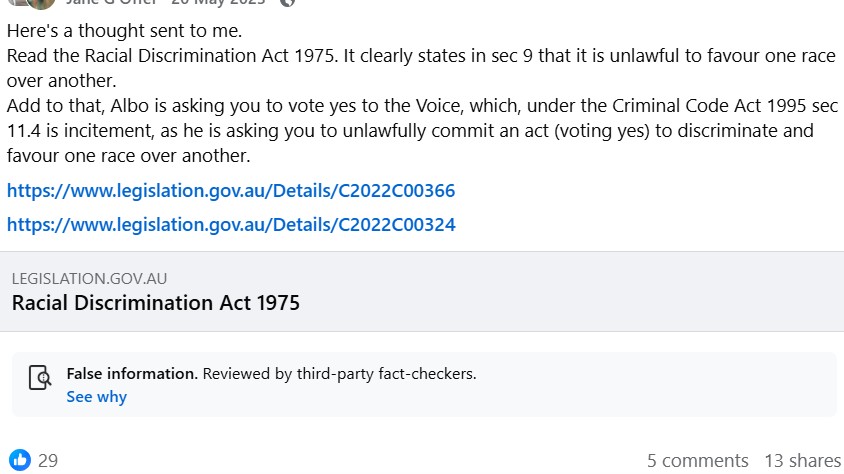 Here's a thought sent to me.
Read the Racial Discrimination Act 1975. It clearly states in sec 9 that it is unlawful to favour one race
over another.
Add to that, Albo is asking you to vote yes to the Voice, which, under the Criminal Code Act 1995 sec
11.4 is incitement, as he is asking you to unlawfully commit an act (voting yes) to discriminate and
favour one race over another.
https://www.legislation.gov.au/Details/C2022C00366
https://www.legislation.gov.au/Details/C2022C00324
LEGISLATION.GOV.AU
Racial Discrimination Act 1975
False information. Reviewed by third-party fact-checkers.
See why
29
5 comments 13 shares